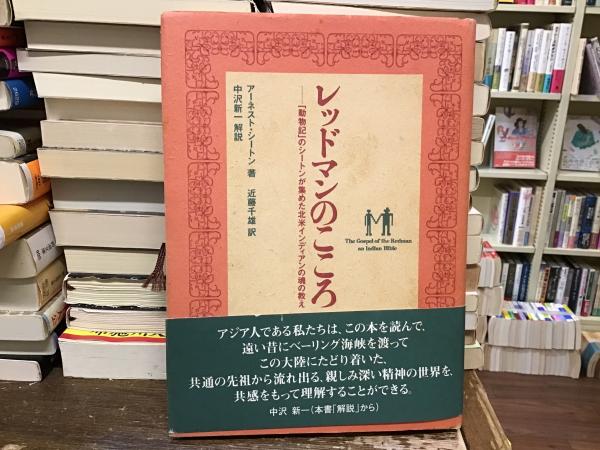 レッドマンのこころ
──「動物記」のシートンが集めた北米インディアンの魂の教え
アーネスト・シートン 著 近藤千雄 訳
中沢新一 解説
The Gospel of the Redman
an Indian Bible
アジア人である私たちは、この本を読んで、
遠い昔にベーリング海峡を渡って
この大陸にたどり着いた、
共通の先祖から流れ出る、親しみ深い精神の世界を、
共感をもって理解することができる。
中沢 新一（本書「解説」から）